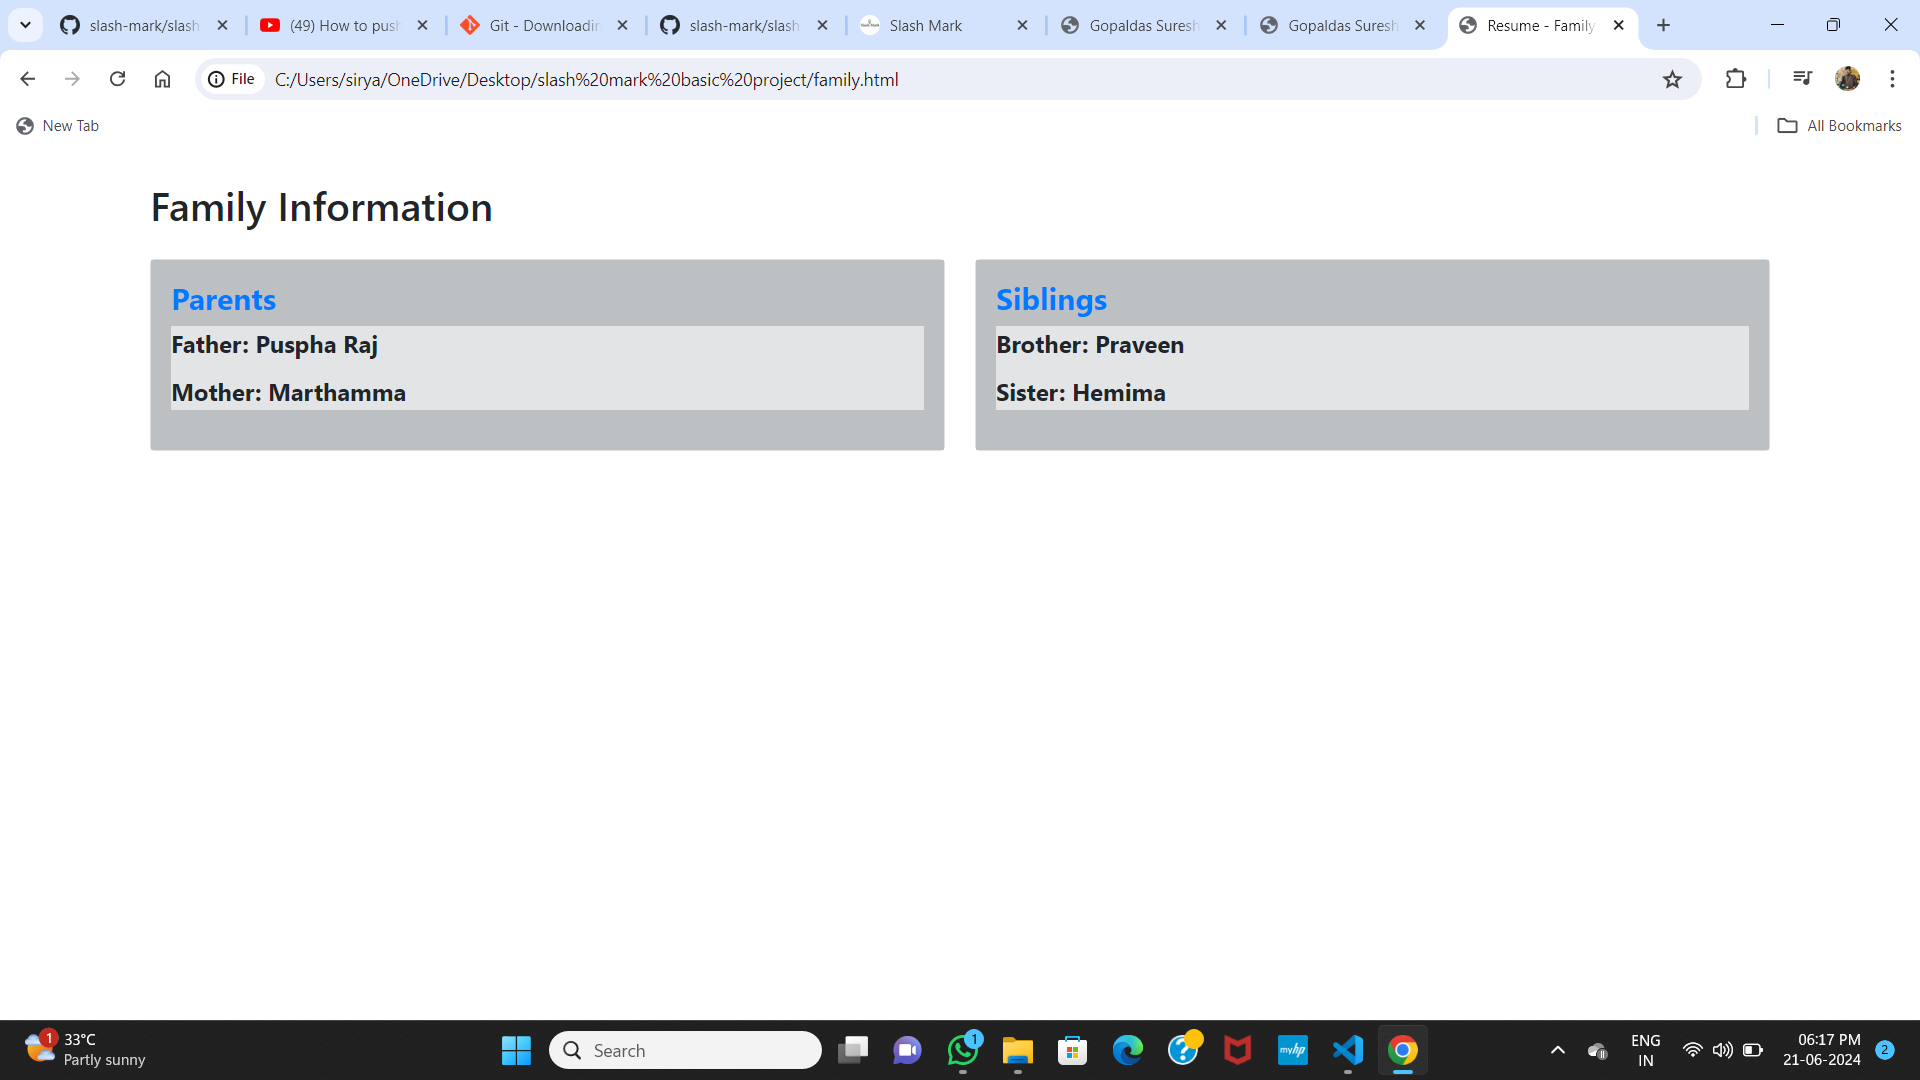 slash-mark/slash
(49) How to push
Git - Downloadin
slash-mark/slash
Slash Mark
Gopaldas Suresh
Gopaldas Suresh
Resume - Family
File
C:/Users/sirya/OneDrive/Desktop/slash%20mark%20basic%20project/family.html
New Tab
All Bookmarks
Family Information
Parents
Father: Puspha Raj
Mother: Marthamma
Siblings
Brother: Praveen
Sister: Hemima
1
33°C
Partly sunny
Search
1
myhp
ENG
IN
06:17 PM
21-06-2024
2